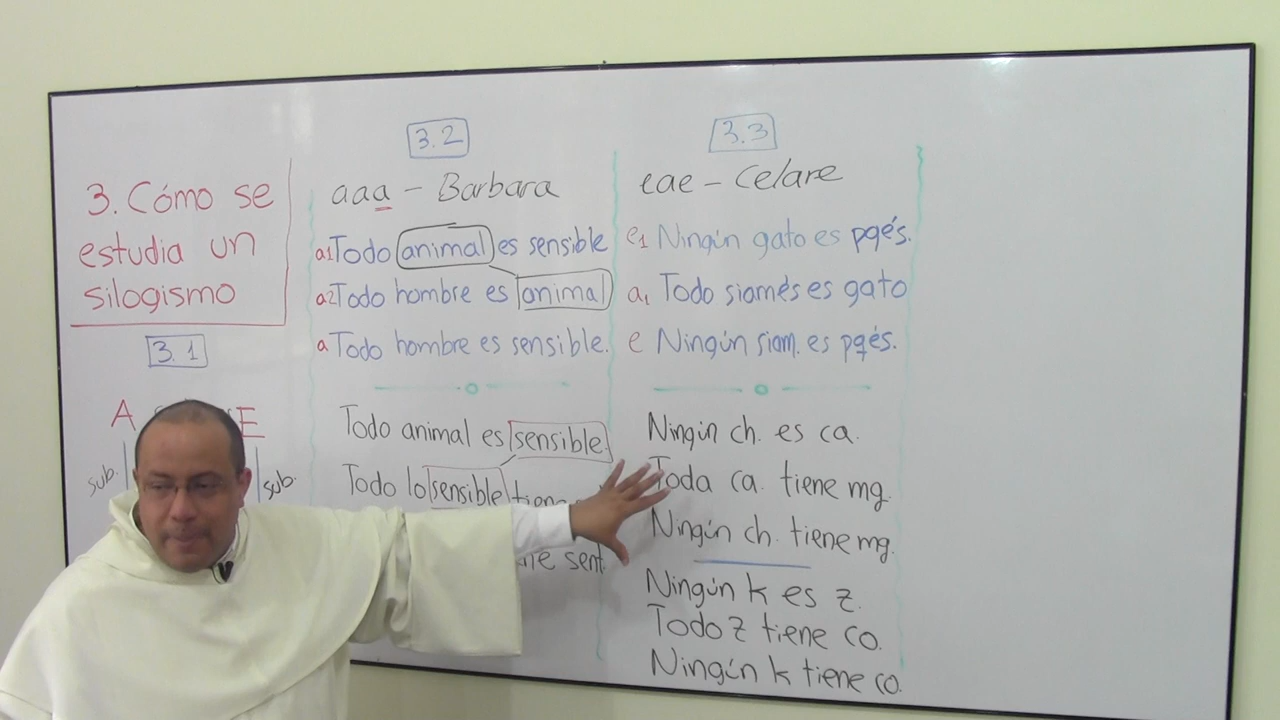 3. Cómo se
estudia un
silogismo
3.1
A E
sub. sub.
3.2
aaa - Barbara
a1 Todo animal es sensible
a2 Todo hombre es animal
a Todo hombre es sensible.
Todo animal es sensible.
Todo lo sensible tiene
sent.
3.3
eae - Celare
e1 Ningún gato es pqés.
a1 Todo siamés es gato
e Ningún siam. es pqés.
Ningún ch. es ca.
Toda ca. tiene mg.
Ningún ch. tiene mg.
Ningún k es z.
Todo z tiene co.
Ningún k tiene co.